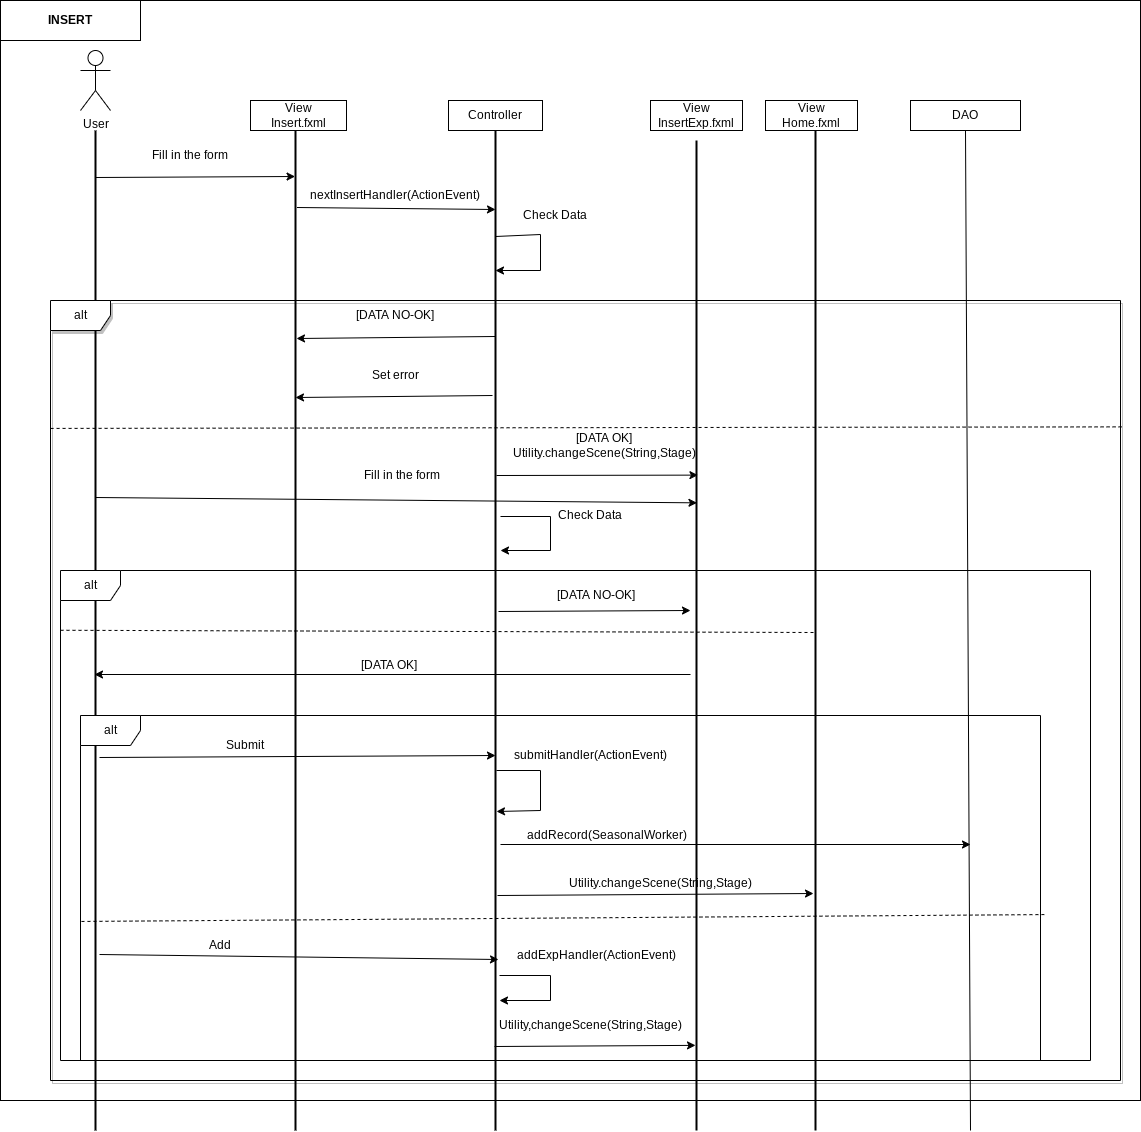 INSERT
User
View
Insert.fxml
Controller
View
InsertExp.fxml
View
Home.fxml
DAO
Fill in the form
nextInsertHandler(ActionEvent)
Check Data
alt
[DATA NO-OK]
Set error
[DATA OK]
Utility.changeScene(String,Stage)
Fill in the form
Check Data
alt
[DATA NO-OK]
[DATA OK]
alt
Submit
submitHandler(ActionEvent)
addRecord(SeasonalWorker)
Utility.changeScene(String,Stage)
Add
addExpHandler(ActionEvent)
Utility,changeScene(String,Stage)